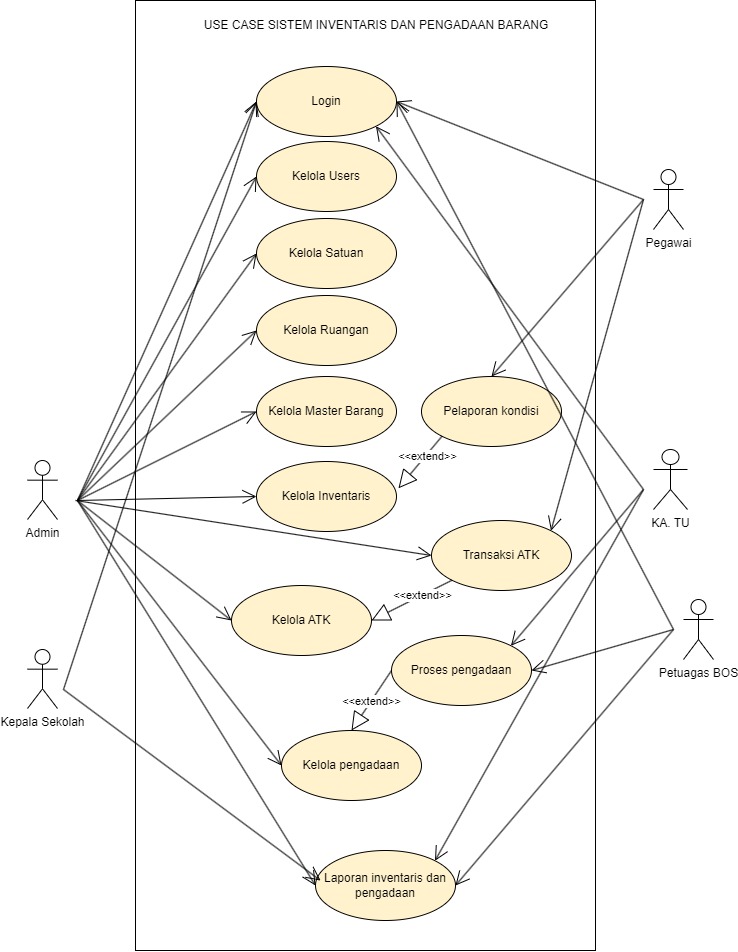 USE CASE SISTEM INVENTARIS DAN PENGADAAN BARANG
Login
Kelola Users
Pegawai
Kelola Satuan
Kelola Ruangan
Kelola Master Barang
Pelaporan kondisi
<<extend>>
Kelola Inventaris
Admin
KA. TU
Transaksi ATK
<<extend>>
Kelola ATK
Proses pengadaan
Petuagas BOS
<<extend>>
Kepala Sekolah
Kelola pengadaan
Laporan inventaris dan
pengadaan